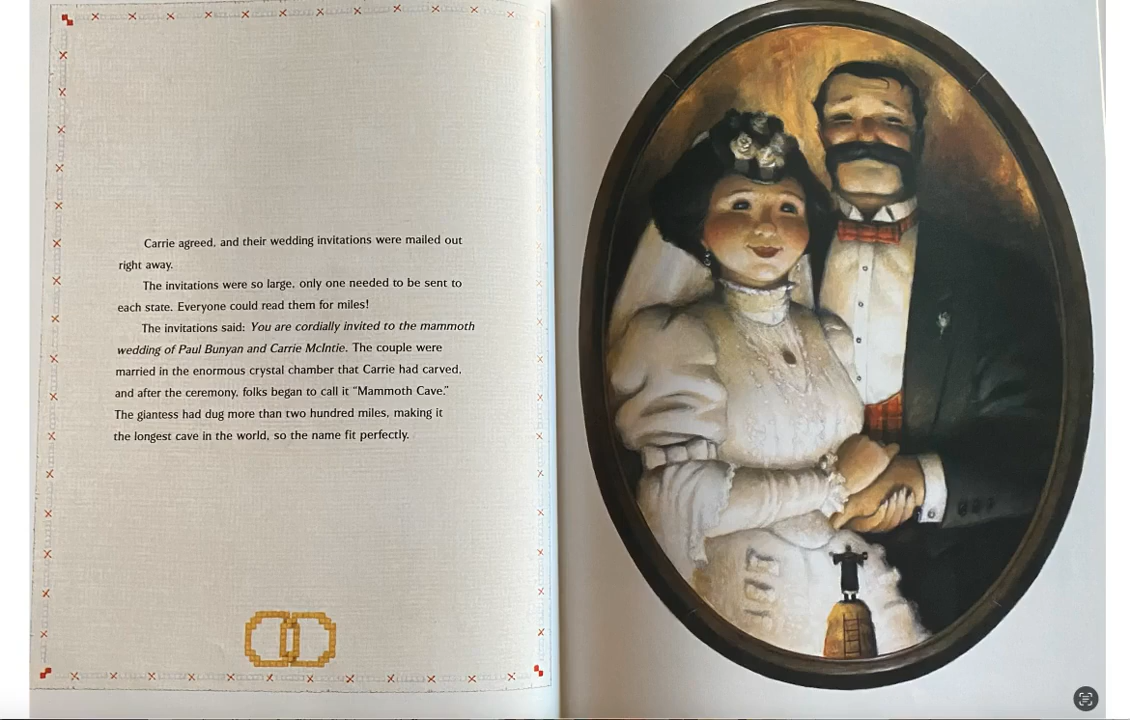 Carrie agreed, and their wedding invitations were mailed out
right away.
The invitations were so large, only one needed to be sent to
each state. Everyone could read them for miles!
The invitations said: You are cordially invited to the mammoth
wedding of Paul Bunyan and Carrie McIntie. The couple were
married in the enormous crystal chamber that Carrie had carved,
and after the ceremony, folks began to call it “Mammoth Cave.”
The giantess had dug more than two hundred miles, making it
the longest cave in the world, so the name fit perfectly.